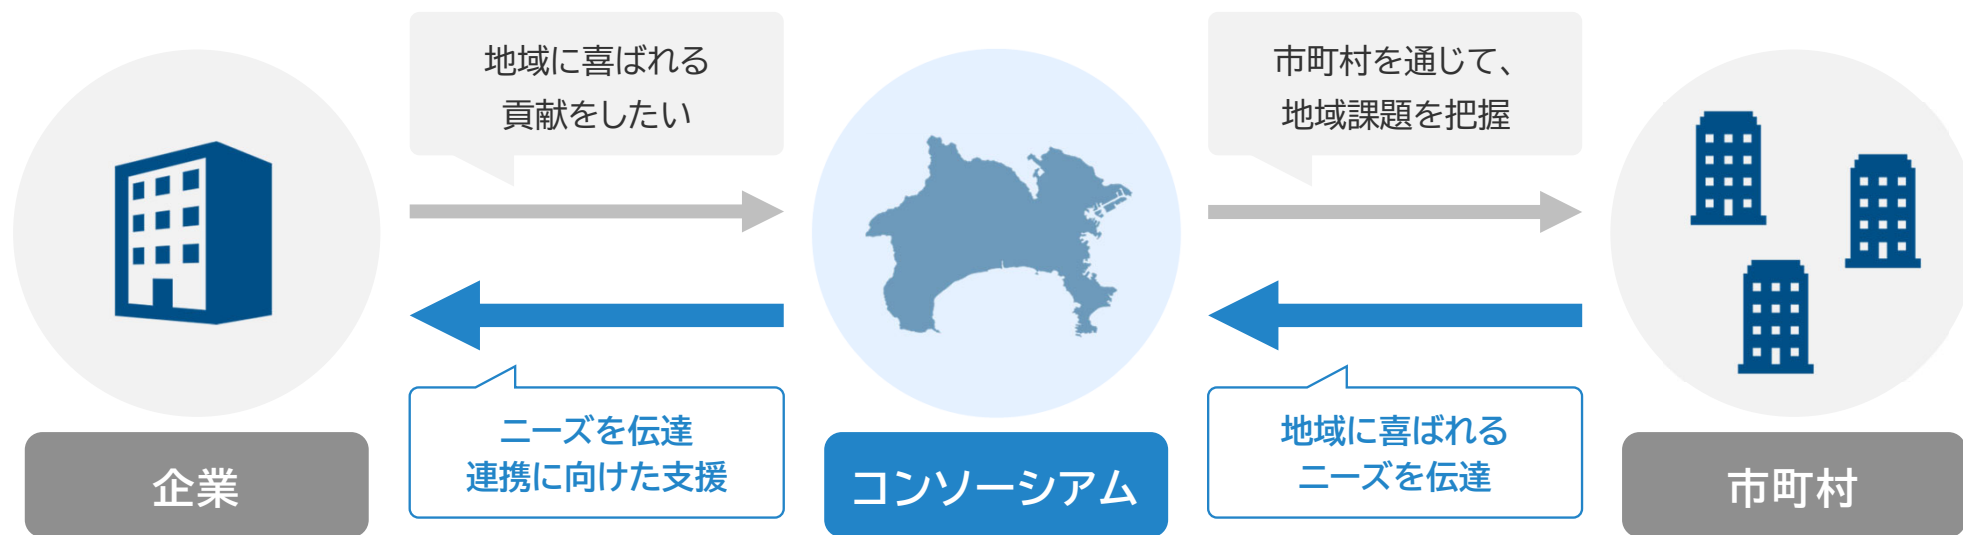 地域に喜ばれる
貢献をしたい
市町村を通じて、
地域課題を把握
ニーズを伝達
連携に向けた支援
地域に喜ばれる
ニーズを伝達
企業
コンソーシアム
市町村